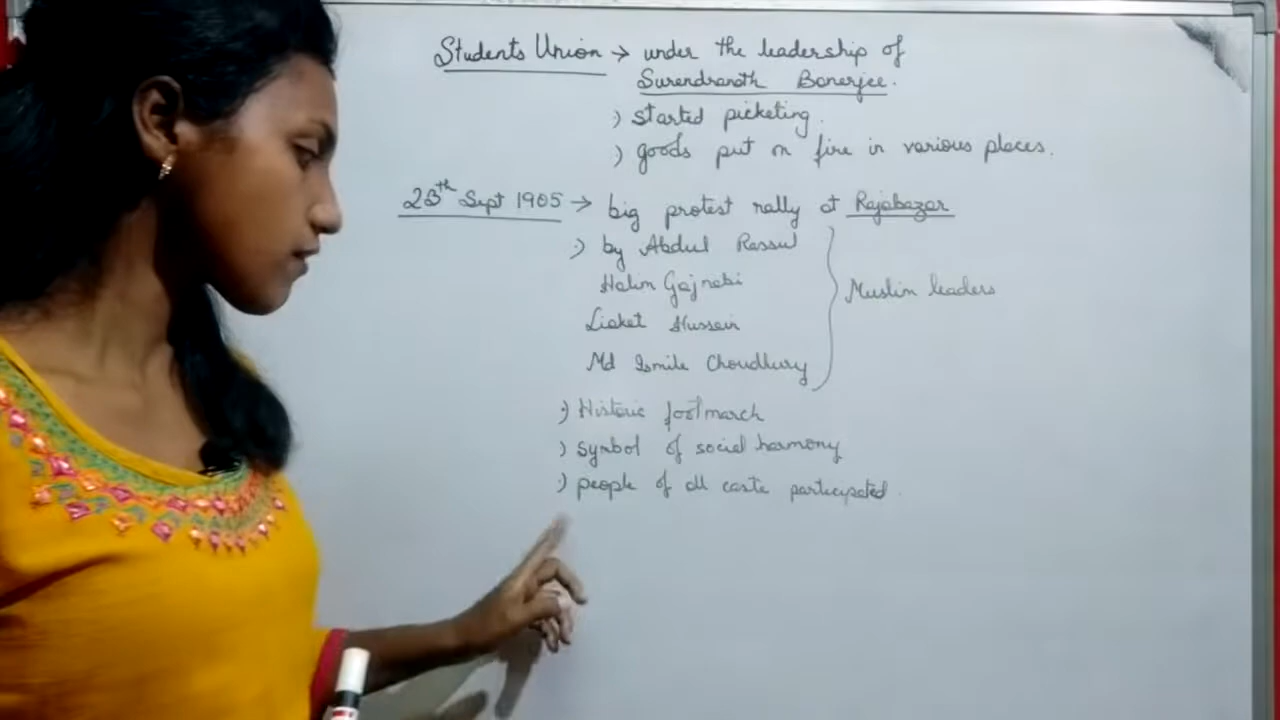 Students Union → under the leadership of
Surendranath Banerjee.
) started picketing.
) goods put on fire in various places.
23th Sept 1905 → big protest rally at Rajabazar
) by Abdul Rassul
Halim Gajnabi
Liaket Hussain
Md Ismile Choudhury
Muslim leaders
) Historic footmarch
) symbol of social harmony
) people of all caste participated.